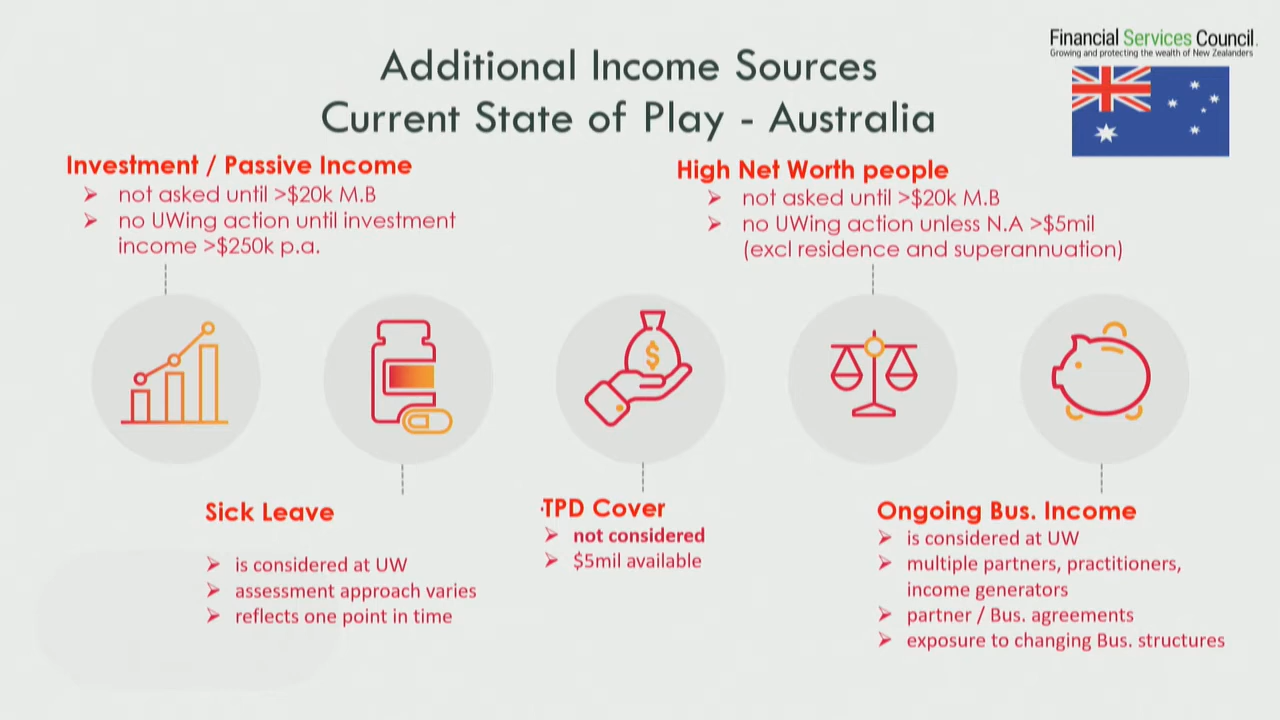 Financial Services Council.
Growing and protecting the wealth of New Zealanders
Additional Income Sources
Current State of Play - Australia
Investment / Passive Income
➢ not asked until >$20k M.B
➢ no UWing action until investment
income >$250k p.a.
High Net Worth people
➢ not asked until >$20k M.B
➢ no UWing action unless N.A >$5mil
(excl residence and superannuation)
$
Sick Leave
➢ is considered at UW
➢ assessment approach varies
➢ reflects one point in time
TPD Cover
➢ not considered
➢ $5mil available
Ongoing Bus. Income
➢ is considered at UW
➢ multiple partners, practitioners,
income generators
➢ partner / Bus. agreements
➢ exposure to changing Bus. structures